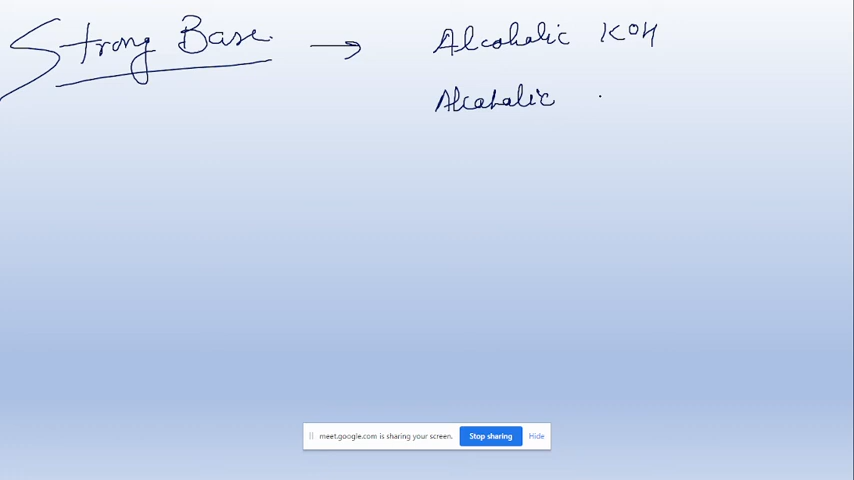 Strong Base. → Alcoholic KOH
Alcoholic
meet.google.com is sharing your screen. Stop sharing Hide